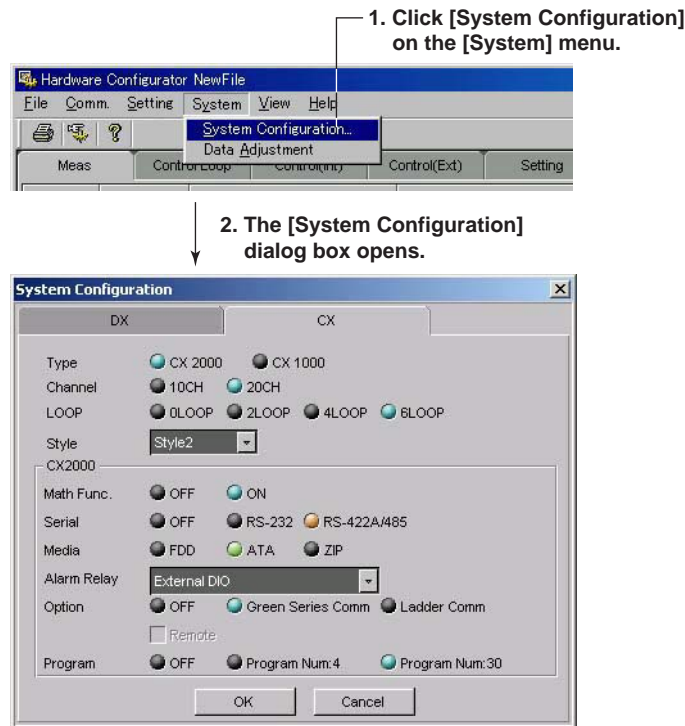 1. Click [System Configuration]
on the [System] menu.
Hardware Configurator NewFile
File Comm. Setting System View Help
System Configuration...
Data Adjustment
Meas Control Loop Control(Int) Control(Ext) Setting
2. The [System Configuration]
dialog box opens.
System Configuration
DX CX
Type CX 2000 CX 1000
Channel 10CH 20CH
LOOP 0LOOP 2LOOP 4LOOP 6LOOP
Style Style2
CX2000
Math Func. OFF ON
Serial OFF RS-232 RS-422A/485
Media FDD ATA ZIP
Alarm Relay External DIO
Option OFF Green Series Comm Ladder Comm
Remote
Program OFF Program Num:4 Program Num:30
OK Cancel